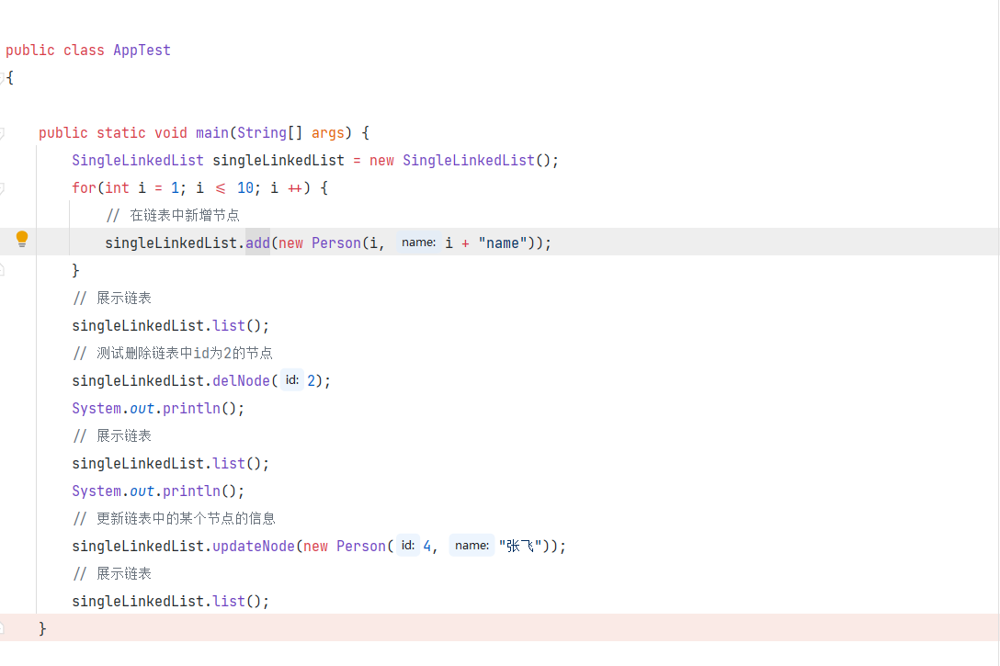 public class AppTest
{
public static void main(String[] args) {
SingleLinkedList singleLinkedList = new SingleLinkedList();
for(int i = 1; i <= 10; i ++) {
// 在链表中新增节点
singleLinkedList.add(new Person(i, name: i + "name"));
}
// 展示链表
singleLinkedList.list();
// 测试删除链表中id为2的节点
singleLinkedList.delNode( id: 2);
System.out.println();
// 展示链表
singleLinkedList.list();
System.out.println();
// 更新链表中的某个节点的信息
singleLinkedList.updateNode(new Person( id: 4, name: "张飞"));
// 展示链表
singleLinkedList.list();
}